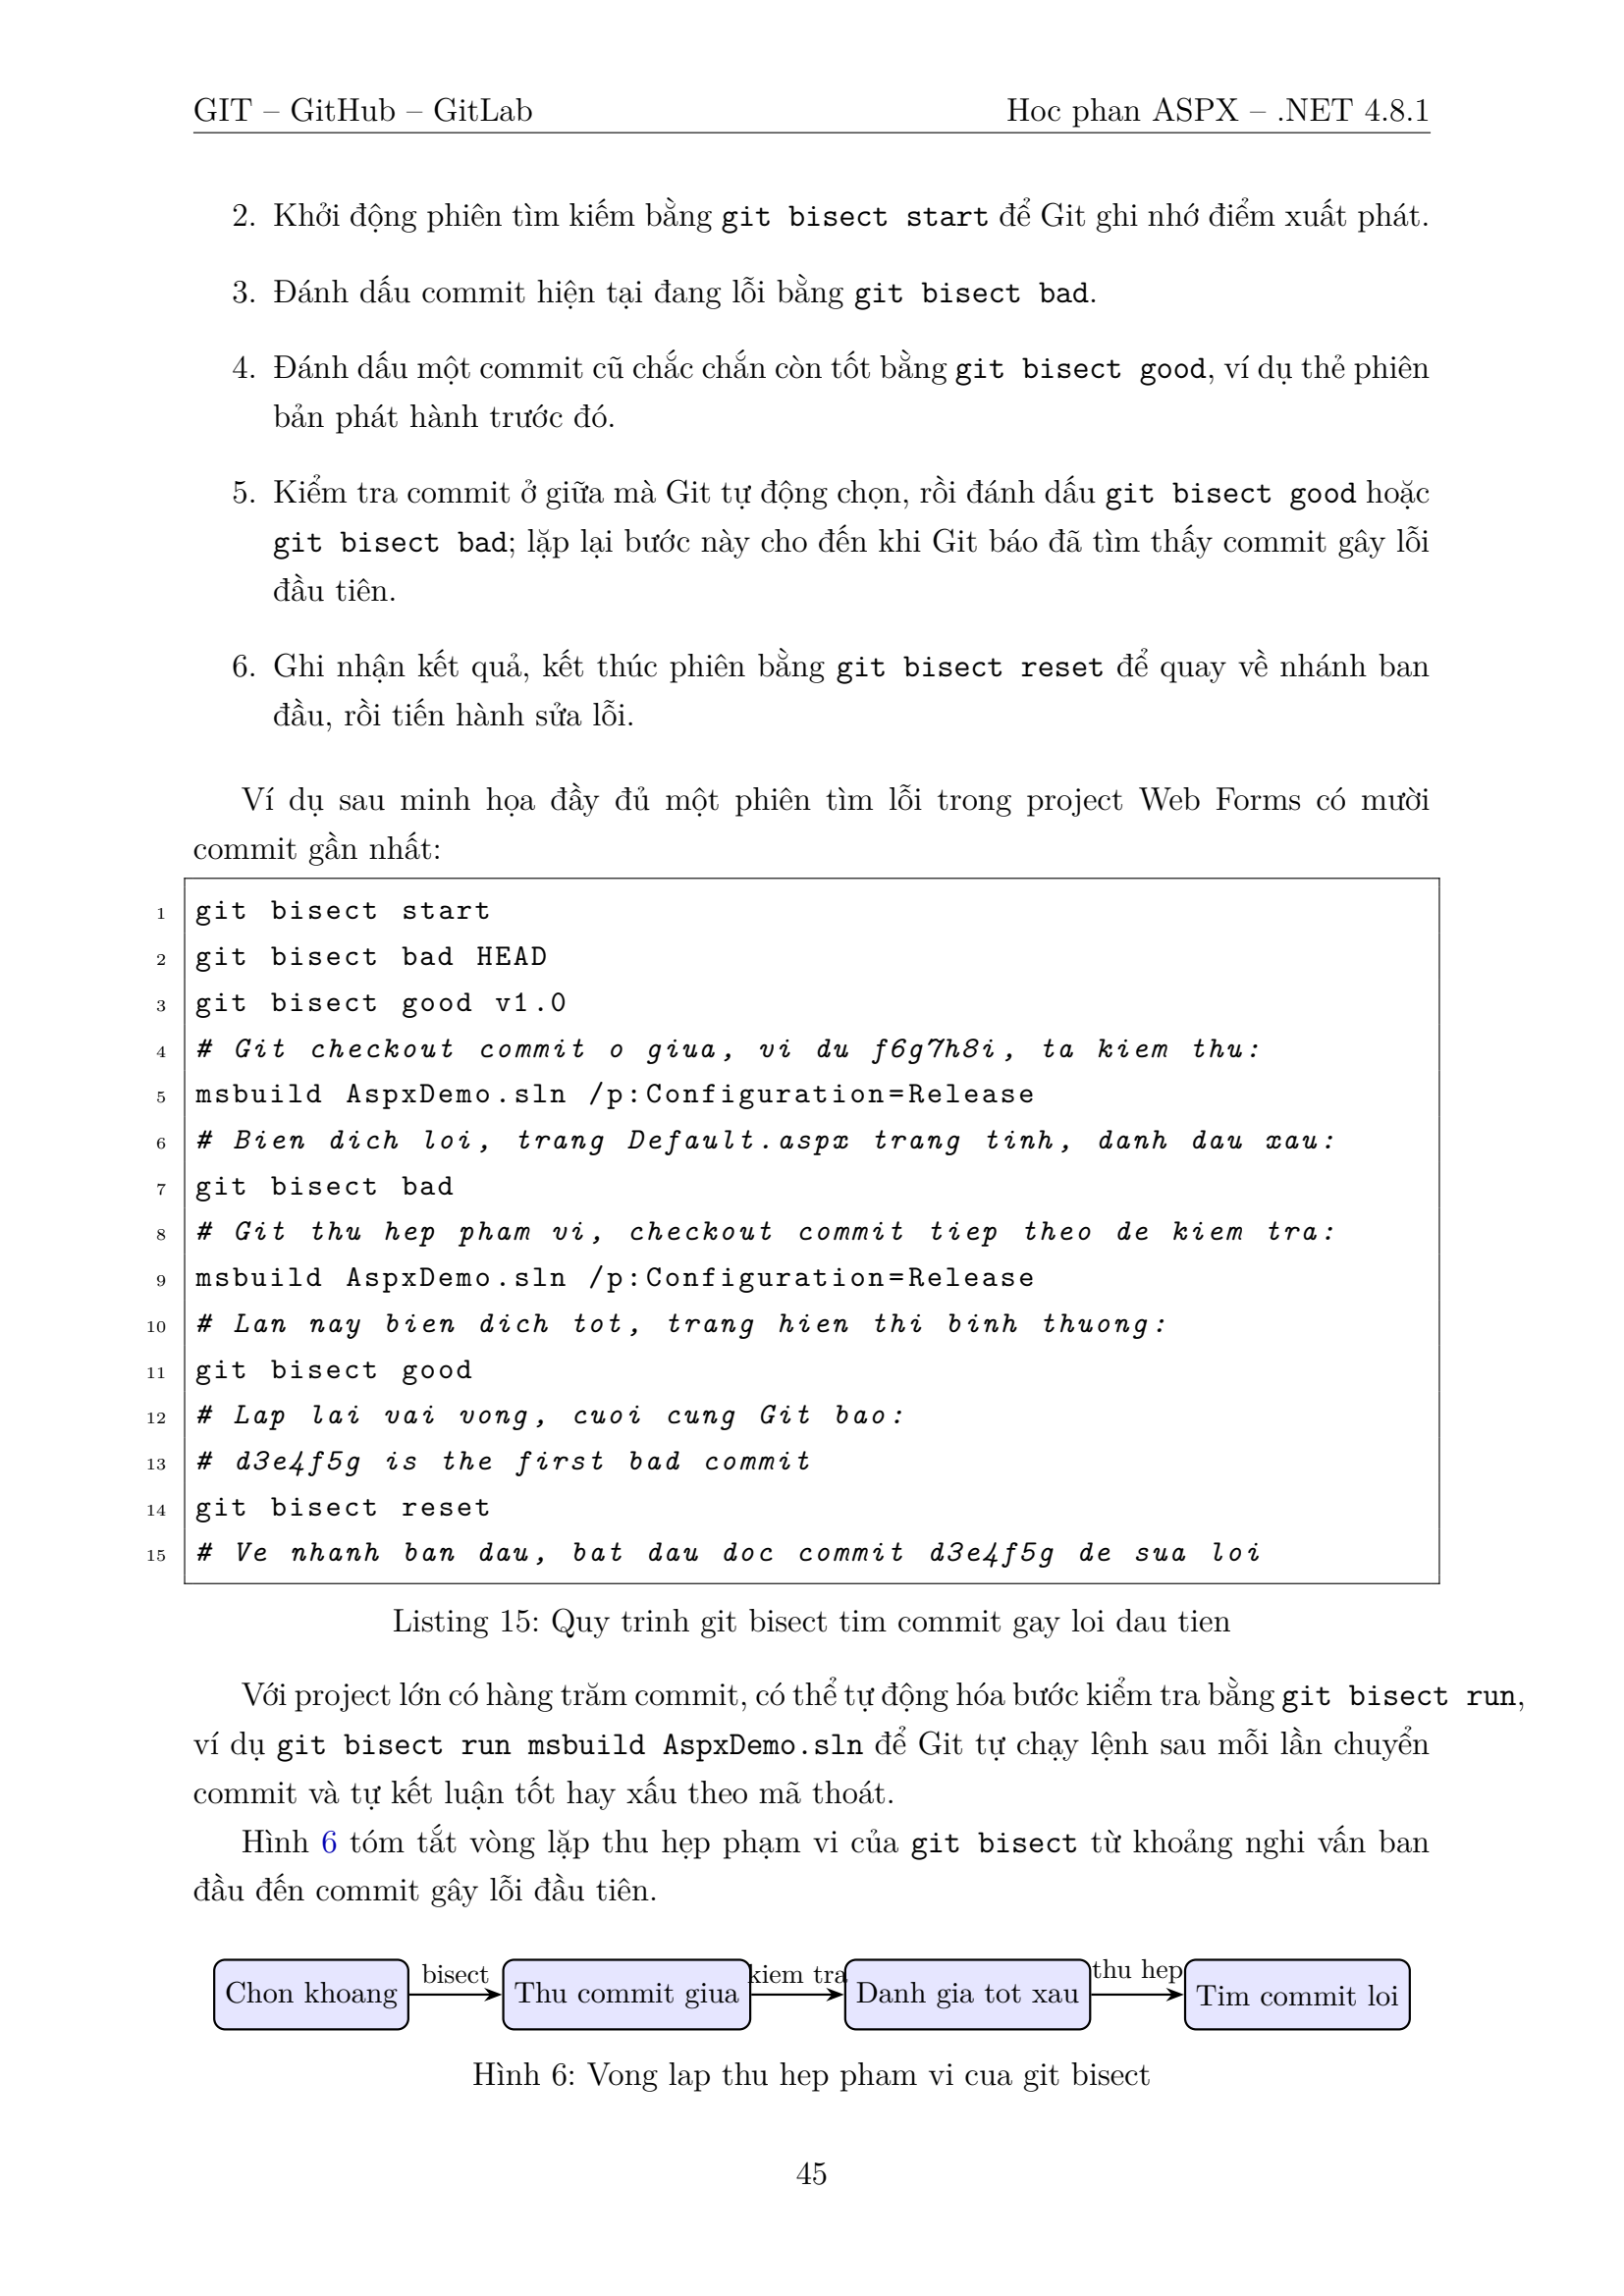 GIT – GitHub – GitLab Hoc phan ASPX – .NET 4.8.1
2. Khởi động phiên tìm kiếm bằng git bisect start để Git ghi nhớ điểm xuất phát.
3. Đánh dấu commit hiện tại đang lỗi bằng git bisect bad.
4. Đánh dấu một commit cũ chắc chắn còn tốt bằng git bisect good, ví dụ thẻ phiên
bản phát hành trước đó.
5. Kiểm tra commit ở giữa mà Git tự động chọn, rồi đánh dấu git bisect good hoặc
git bisect bad; lặp lại bước này cho đến khi Git báo đã tìm thấy commit gây lỗi
đầu tiên.
6. Ghi nhận kết quả, kết thúc phiên bằng git bisect reset để quay về nhánh ban
đầu, rồi tiến hành sửa lỗi.
Ví dụ sau minh họa đầy đủ một phiên tìm lỗi trong project Web Forms có mười
commit gần nhất:
1 git bisect start
2 git bisect bad HEAD
3 git bisect good v1.0
4 # Git checkout commit o giua, vi du f6g7h8i, ta kiem thu:
5 msbuild AspxDemo.sln /p:Configuration=Release
6 # Bien dich loi, trang Default.aspx trang tinh, danh dau xau:
7 git bisect bad
8 # Git thu hep pham vi, checkout commit tiep theo de kiem tra:
9 msbuild AspxDemo.sln /p:Configuration=Release
10 # Lan nay bien dich tot, trang hien thi binh thuong:
11 git bisect good
12 # Lap lai vai vong, cuoi cung Git bao:
13 # d3e4f5g is the first bad commit
14 git bisect reset
15 # Ve nhanh ban dau, bat dau doc commit d3e4f5g de sua loi
Listing 15: Quy trinh git bisect tim commit gay loi dau tien
Với project lớn có hàng trăm commit, có thể tự động hóa bước kiểm tra bằng git bisect run,
ví dụ git bisect run msbuild AspxDemo.sln để Git tự chạy lệnh sau mỗi lần chuyển
commit và tự kết luận tốt hay xấu theo mã thoát.
Hình 6 tóm tắt vòng lặp thu hẹp phạm vi của git bisect từ khoảng nghi vấn ban
đầu đến commit gây lỗi đầu tiên.
Chon khoang bisect Thu commit giua kiem tra Danh gia tot xau thu hep Tim commit loi
Hình 6: Vong lap thu hep pham vi cua git bisect
45